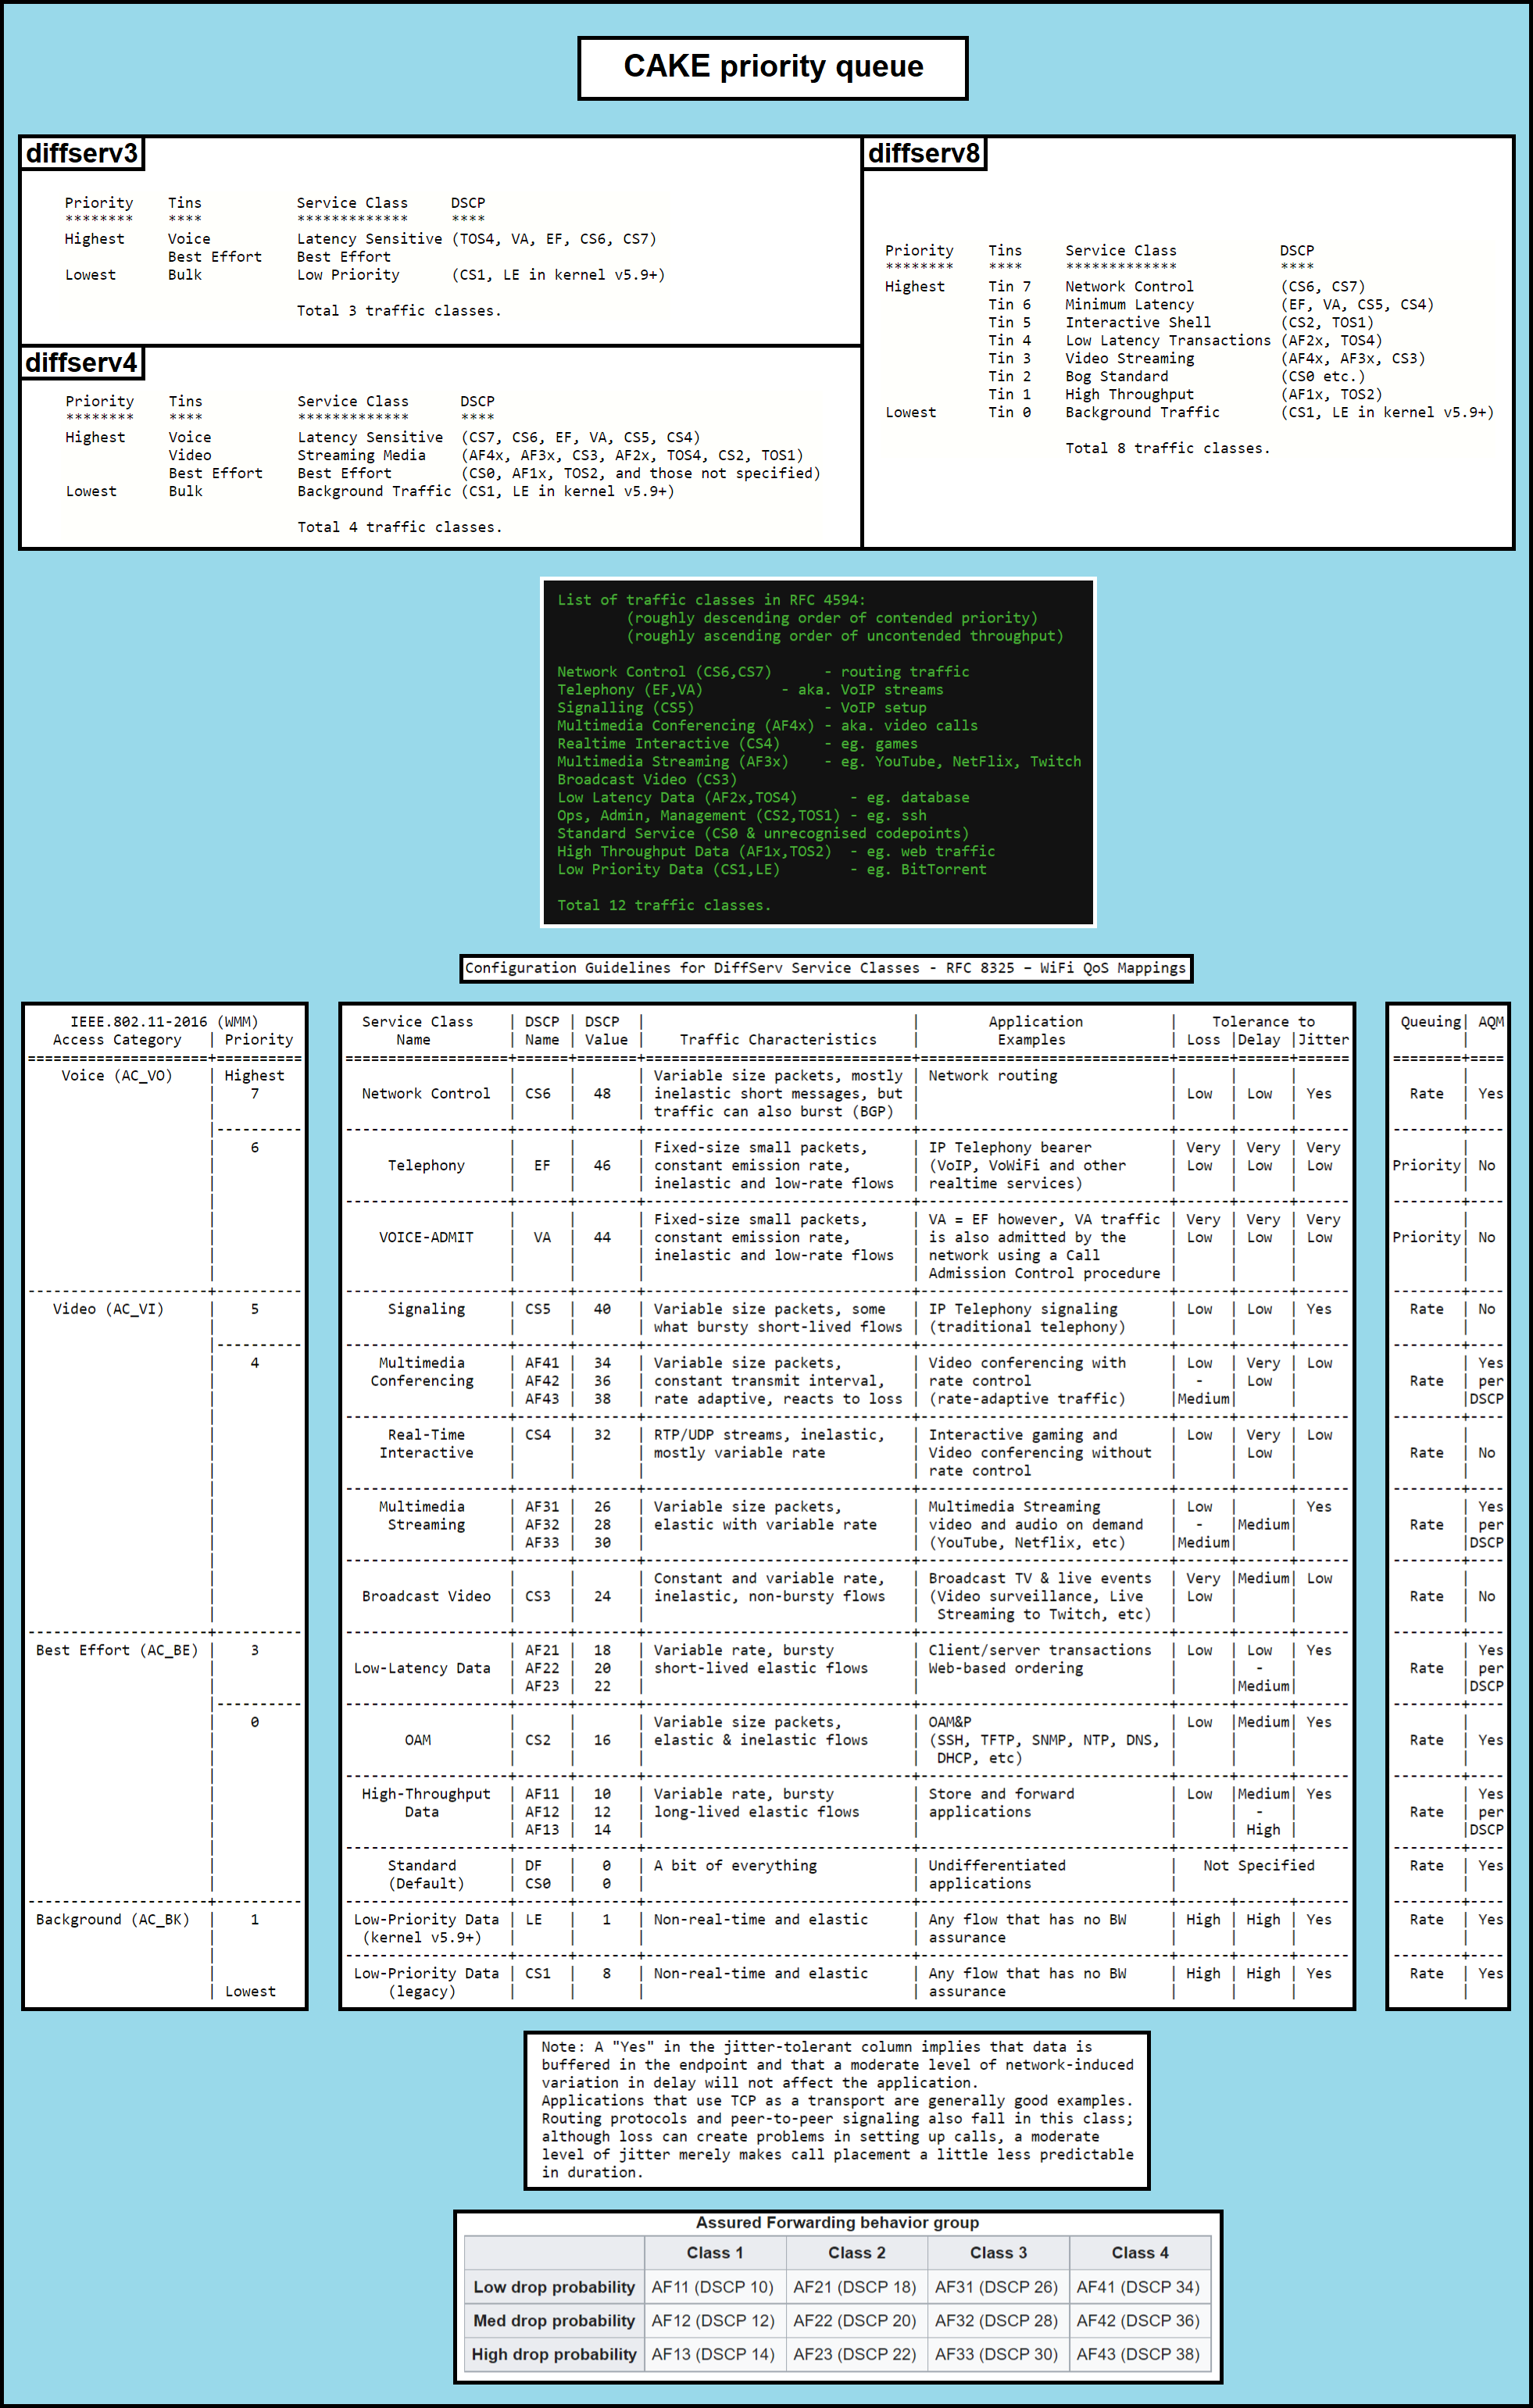 CAKE priority queue
diffserv3
Priority    Tins           Service Class     DSCP
********    ****           *************     ****
Highest     Voice          Latency Sensitive (TOS4, VA, EF, CS6, CS7)
            Best Effort    Best Effort
Lowest      Bulk           Low Priority      (CS1, LE in kernel v5.9+)
Total 3 traffic classes.
diffserv4
Priority    Tins           Service Class      DSCP
********    ****           *************      ****
Highest     Voice          Latency Sensitive  (CS7, CS6, EF, VA, CS5, CS4)
            Video          Streaming Media    (AF4x, AF3x, CS3, AF2x, TOS4, CS2, TOS1)
            Best Effort    Best Effort        (CS0, AF1x, TOS2, and those not specified)
Lowest      Bulk           Background Traffic (CS1, LE in kernel v5.9+)
Total 4 traffic classes.
diffserv8
Priority    Tins     Service Class            DSCP
********    ****     *************            ****
Highest     Tin 7    Network Control          (CS6, CS7)
            Tin 6    Minimum Latency          (EF, VA, CS5, CS4)
            Tin 5    Interactive Shell        (CS2, TOS1)
            Tin 4    Low Latency Transactions (AF2x, TOS4)
            Tin 3    Video Streaming          (AF4x, AF3x, CS3)
            Tin 2    Bog Standard             (CS0 etc.)
            Tin 1    High Throughput          (AF1x, TOS2)
Lowest      Tin 0    Background Traffic       (CS1, LE in kernel v5.9+)
Total 8 traffic classes.
List of traffic classes in RFC 4594:
(roughly descending order of contended priority)
(roughly ascending order of uncontended throughput)
Network Control (CS6,CS7)      - routing traffic
Telephony (EF,VA)         - aka. VoIP streams
Signalling (CS5)               - VoIP setup
Multimedia Conferencing (AF4x) - aka. video calls
Realtime Interactive (CS4)     - eg. games
Multimedia Streaming (AF3x)    - eg. YouTube, NetFlix, Twitch
Broadcast Video (CS3)
Low Latency Data (AF2x,TOS4)      - eg. database
Ops, Admin, Management (CS2,TOS1) - eg. ssh
Standard Service (CS0 & unrecognised codepoints)
High Throughput Data (AF1x,TOS2)  - eg. web traffic
Low Priority Data (CS1,LE)        - eg. BitTorrent
Total 12 traffic classes.
Configuration Guidelines for DiffServ Service Classes - RFC 8325 – WiFi QoS Mappings
IEEE.802.11-2016 (WMM)
Access Category | Priority
Voice (AC_VO) | Highest
7
6
Video (AC_VI) | 5
4
Best Effort (AC_BE) | 3
0
Background (AC_BK) | 1
Lowest
Service Class | DSCP | DSCP | | Application | Tolerance to
Name | Name | Value | Traffic Characteristics | Examples | Loss |Delay |Jitter
| | | Variable size packets, mostly | Network routing | | |
Network Control | CS6 | 48 | inelastic short messages, but | | Low | Low | Yes
| | | traffic can also burst (BGP) | | | |
| | | Fixed-size small packets, | IP Telephony bearer | Very | Very | Very
Telephony | EF | 46 | constant emission rate, | (VoIP, VoWiFi and other | Low | Low | Low
| | | inelastic and low-rate flows | realtime services) | | |
| | | Fixed-size small packets, | VA = EF however, VA traffic | Very | Very | Very
VOICE-ADMIT | VA | 44 | constant emission rate, | is also admitted by the | Low | Low | Low
| | | inelastic and low-rate flows | network using a Call | | |
| | | | Admission Control procedure | | |
Signaling | CS5 | 40 | Variable size packets, some | IP Telephony signaling | Low | Low | Yes
| | | what bursty short-lived flows | (traditional telephony) | | |
Multimedia | AF41 | 34 | Variable size packets, | Video conferencing with | Low | Very | Low
Conferencing | AF42 | 36 | constant transmit interval, | rate control | - | Low |
| AF43 | 38 | rate adaptive, reacts to loss | (rate-adaptive traffic) |Medium| |
Real-Time | CS4 | 32 | RTP/UDP streams, inelastic, | Interactive gaming and | Low | Very | Low
Interactive | | | mostly variable rate | Video conferencing without | | Low |
| | | | rate control | | |
Multimedia | AF31 | 26 | Variable size packets, | Multimedia Streaming | Low | | Yes
Streaming | AF32 | 28 | elastic with variable rate | video and audio on demand | - |Medium|
| AF33 | 30 | | (YouTube, Netflix, etc) |Medium| |
| | | Constant and variable rate, | Broadcast TV & live events | Very |Medium| Low
Broadcast Video | CS3 | 24 | inelastic, non-bursty flows | (Video surveillance, Live | Low | |
| | | | Streaming to Twitch, etc) | | |
| AF21 | 18 | Variable rate, bursty | Client/server transactions | Low | Low | Yes
Low-Latency Data | AF22 | 20 | short-lived elastic flows | Web-based ordering | | - |
| AF23 | 22 | | | |Medium|
| | | Variable size packets, | OAM&P | Low |Medium| Yes
OAM | CS2 | 16 | elastic & inelastic flows | (SSH, TFTP, SNMP, NTP, DNS, | | |
| | | | DHCP, etc) | | |
High-Throughput | AF11 | 10 | Variable rate, bursty | Store and forward | Low |Medium| Yes
Data | AF12 | 12 | long-lived elastic flows | applications | | - |
| AF13 | 14 | | | | High |
Standard | DF | 0 | A bit of everything | Undifferentiated | Not Specified
(Default) | CS0 | 0 | | applications |
Low-Priority Data | LE | 1 | Non-real-time and elastic | Any flow that has no BW | High | High | Yes
(kernel v5.9+) | | | | assurance | | |
Low-Priority Data | CS1 | 8 | Non-real-time and elastic | Any flow that has no BW | High | High | Yes
(legacy) | | | | assurance | | |
Queuing| AQM
Rate | Yes
Priority| No
Priority| No
Rate | No
| Yes
Rate | per
|DSCP
Rate | No
| Yes
Rate | per
|DSCP
Rate | No
| Yes
Rate | per
|DSCP
Rate | Yes
| Yes
Rate | per
|DSCP
Rate | Yes
Rate | Yes
Rate | Yes
Note: A "Yes" in the jitter-tolerant column implies that data is
buffered in the endpoint and that a moderate level of network-induced
variation in delay will not affect the application.
Applications that use TCP as a transport are generally good examples.
Routing protocols and peer-to-peer signaling also fall in this class;
although loss can create problems in setting up calls, a moderate
level of jitter merely makes call placement a little less predictable
in duration.
Assured Forwarding behavior group
Class 1 Class 2 Class 3 Class 4
Low drop probability AF11 (DSCP 10) AF21 (DSCP 18) AF31 (DSCP 26) AF41 (DSCP 34)
Med drop probability AF12 (DSCP 12) AF22 (DSCP 20) AF32 (DSCP 28) AF42 (DSCP 36)
High drop probability AF13 (DSCP 14) AF23 (DSCP 22) AF33 (DSCP 30) AF43 (DSCP 38)